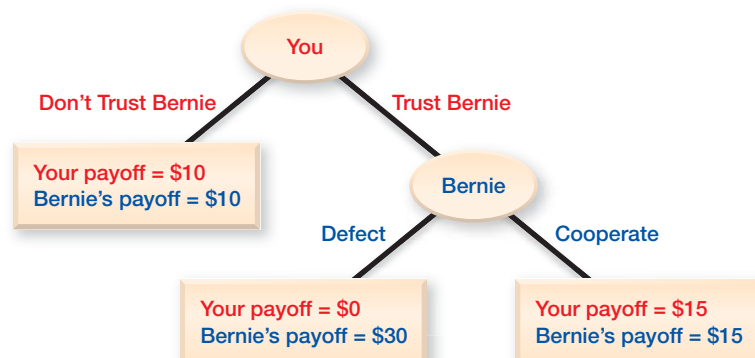 You
Don't Trust Bernie
Trust Bernie
Your payoff = $10
Bernie's payoff = $10
Bernie
Defect
Cooperate
Your payoff = $0
Bernie's payoff = $30
Your payoff = $15
Bernie's payoff = $15